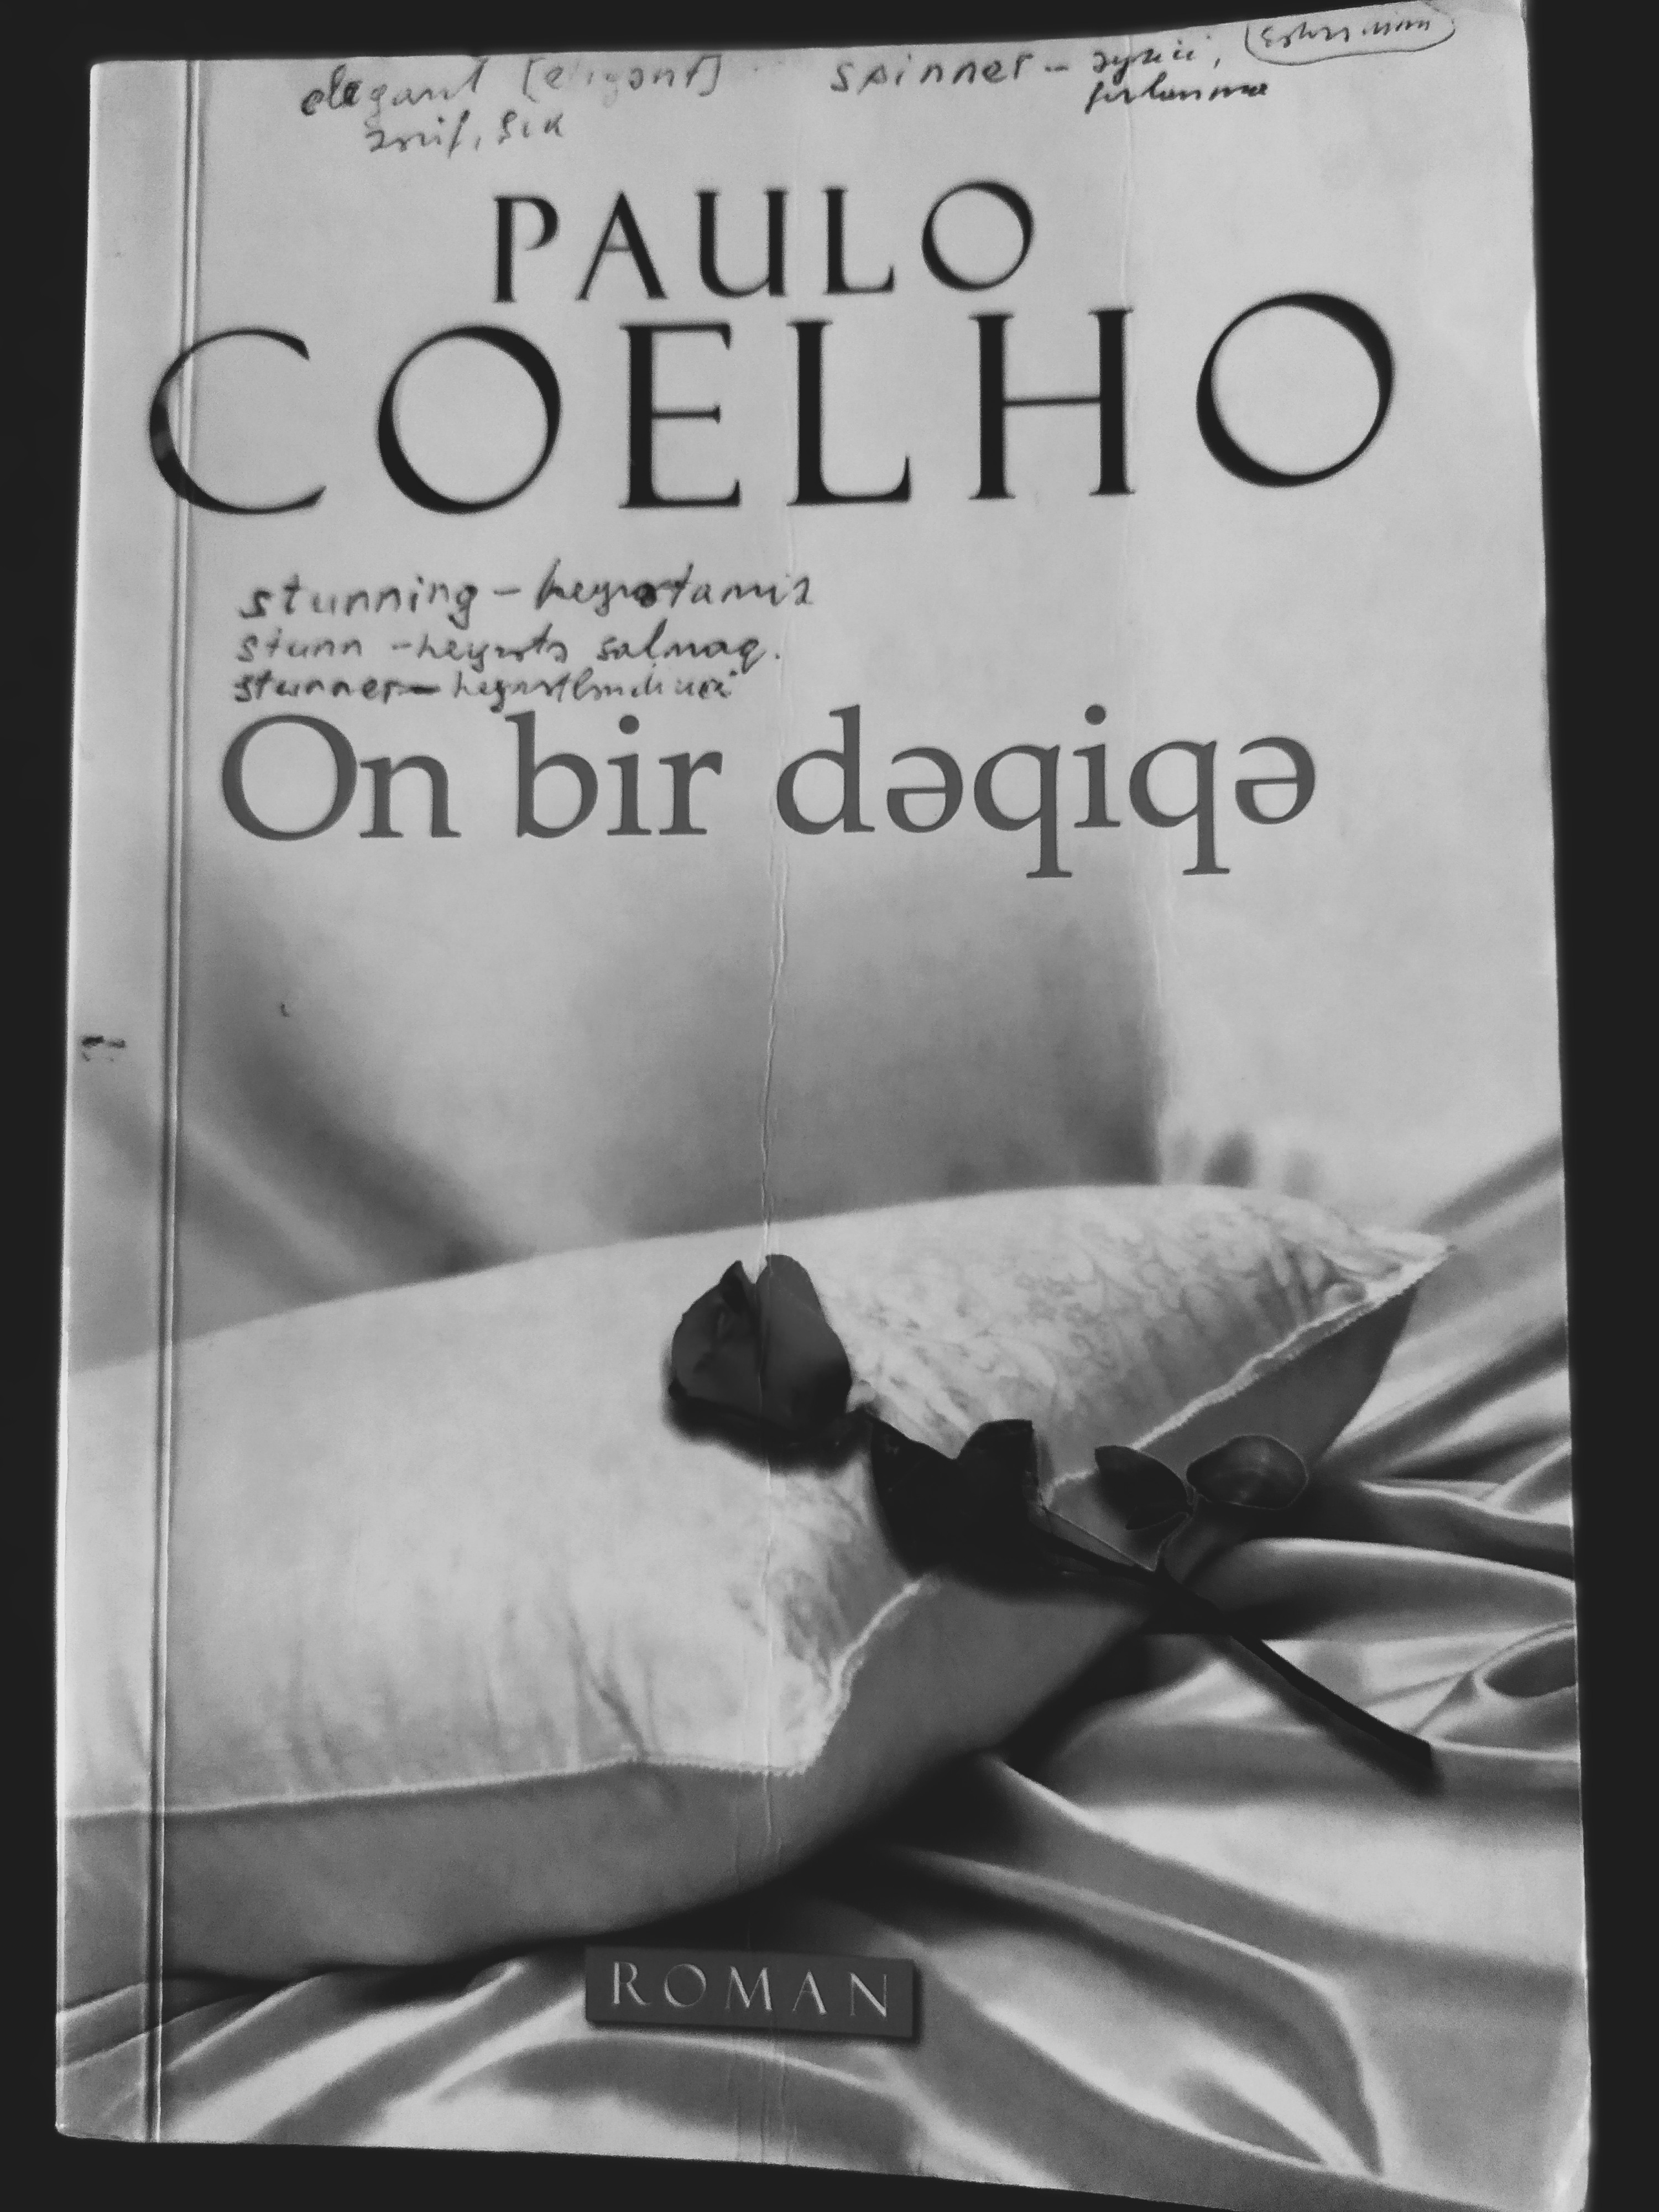 elegant [eligənt]
zərif, şık
spinner - əyrici,
fırlanma
PAULO
COELHO
stunning - heyrətamiz
stunn - heyrətə salmaq.
stunner - heyrətləndirici
On bir dəqiqə
ROMAN